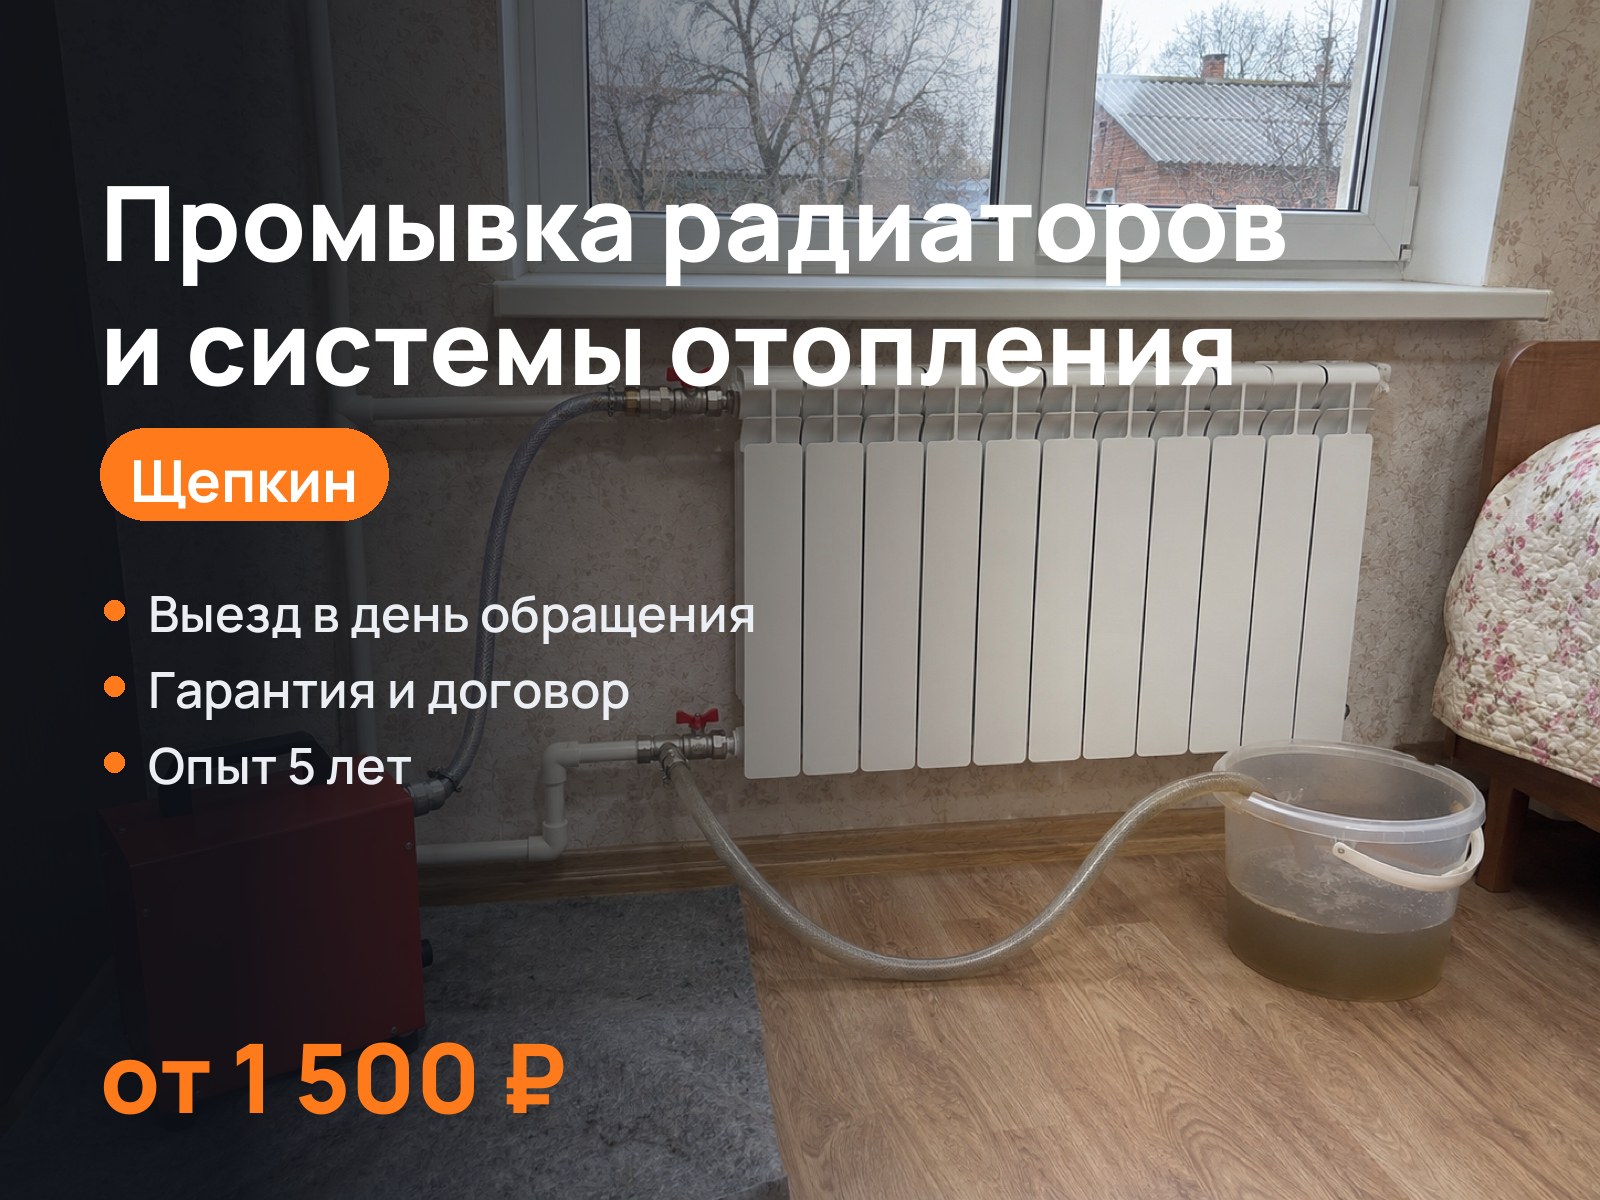 Промывка радиаторов
и системы отопления
Щепкин
Выезд в день обращения
Гарантия и договор
Опыт 5 лет
от 1 500 ₽